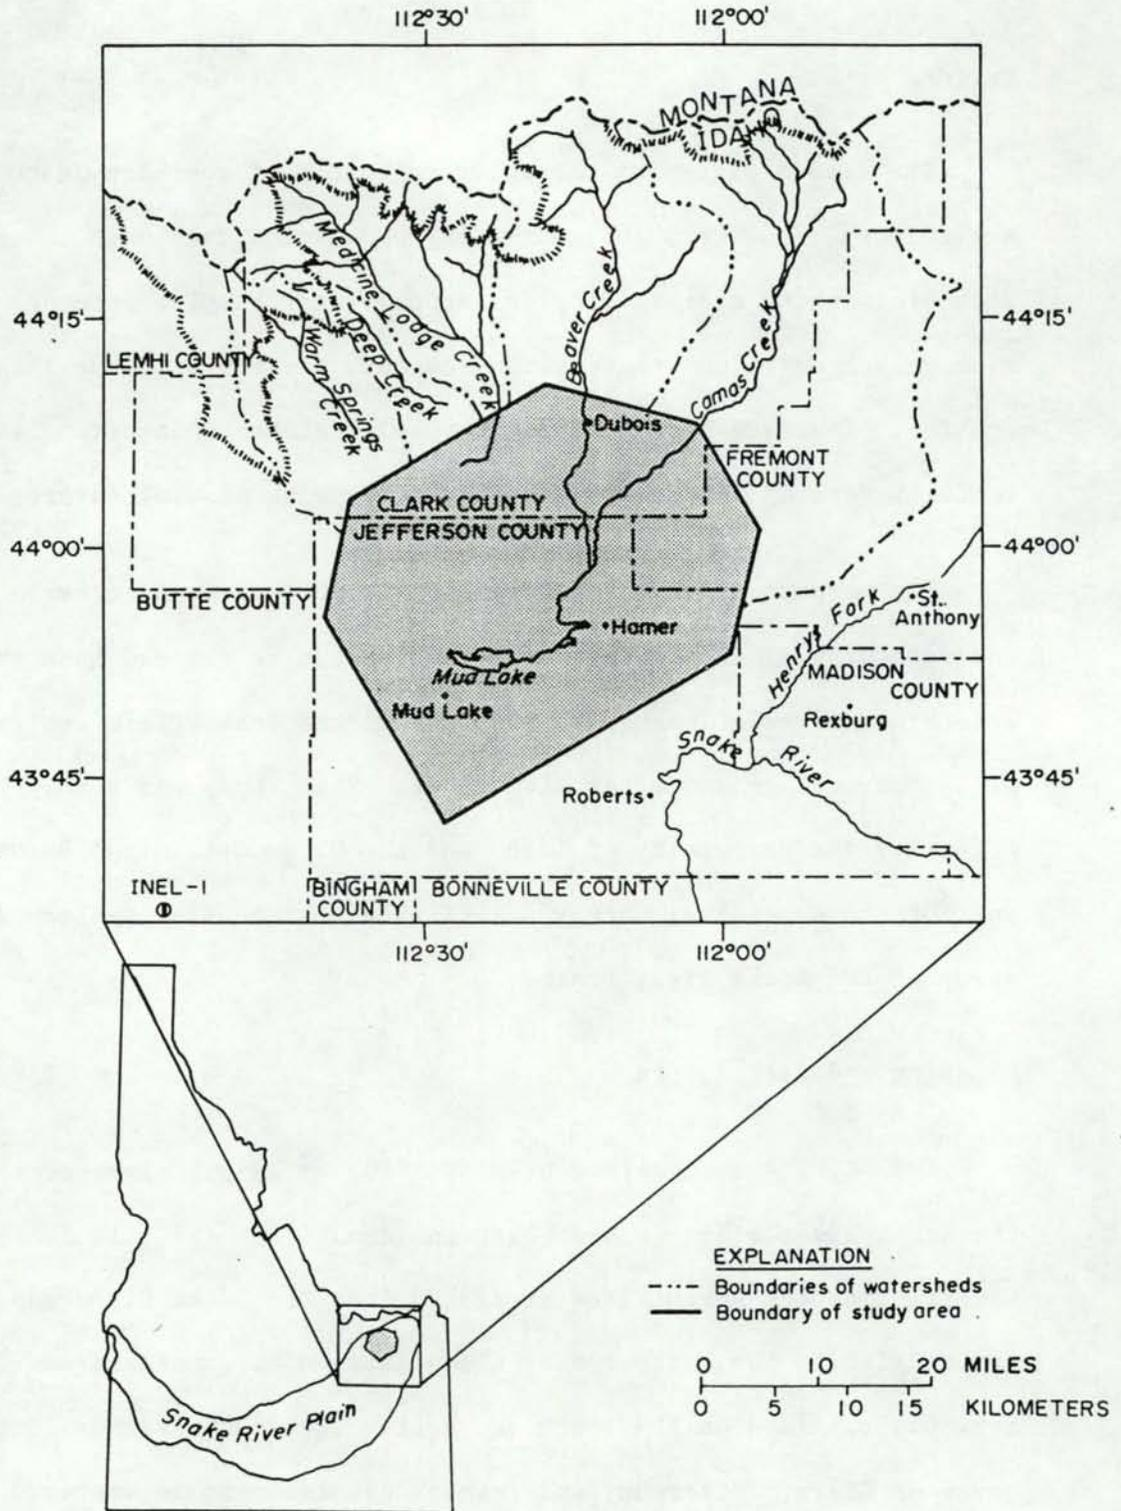 112°30'
112°00'
MONTANA
IDAHO
Medicine Lodge Creek
Beaver Creek
Camas Creek
Deep Creek
Warm Springs
Creek
44°15'
44°15'
LEMHI COUNTY
Dubois
FREMONT
COUNTY
CLARK COUNTY
JEFFERSON COUNTY
44°00'
44°00'
BUTTE COUNTY
Hamer
Henrys Fork
St.
Anthony
Mud Lake
Mud Lake
MADISON
COUNTY
Rexburg
Snake River
43°45'
43°45'
Roberts
INEL-1
BINGHAM
COUNTY
BONNEVILLE COUNTY
112°30'
112°00'
Snake River Plain
EXPLANATION
Boundaries of watersheds
Boundary of study area
0 10 20 MILES
0 5 10 15 KILOMETERS